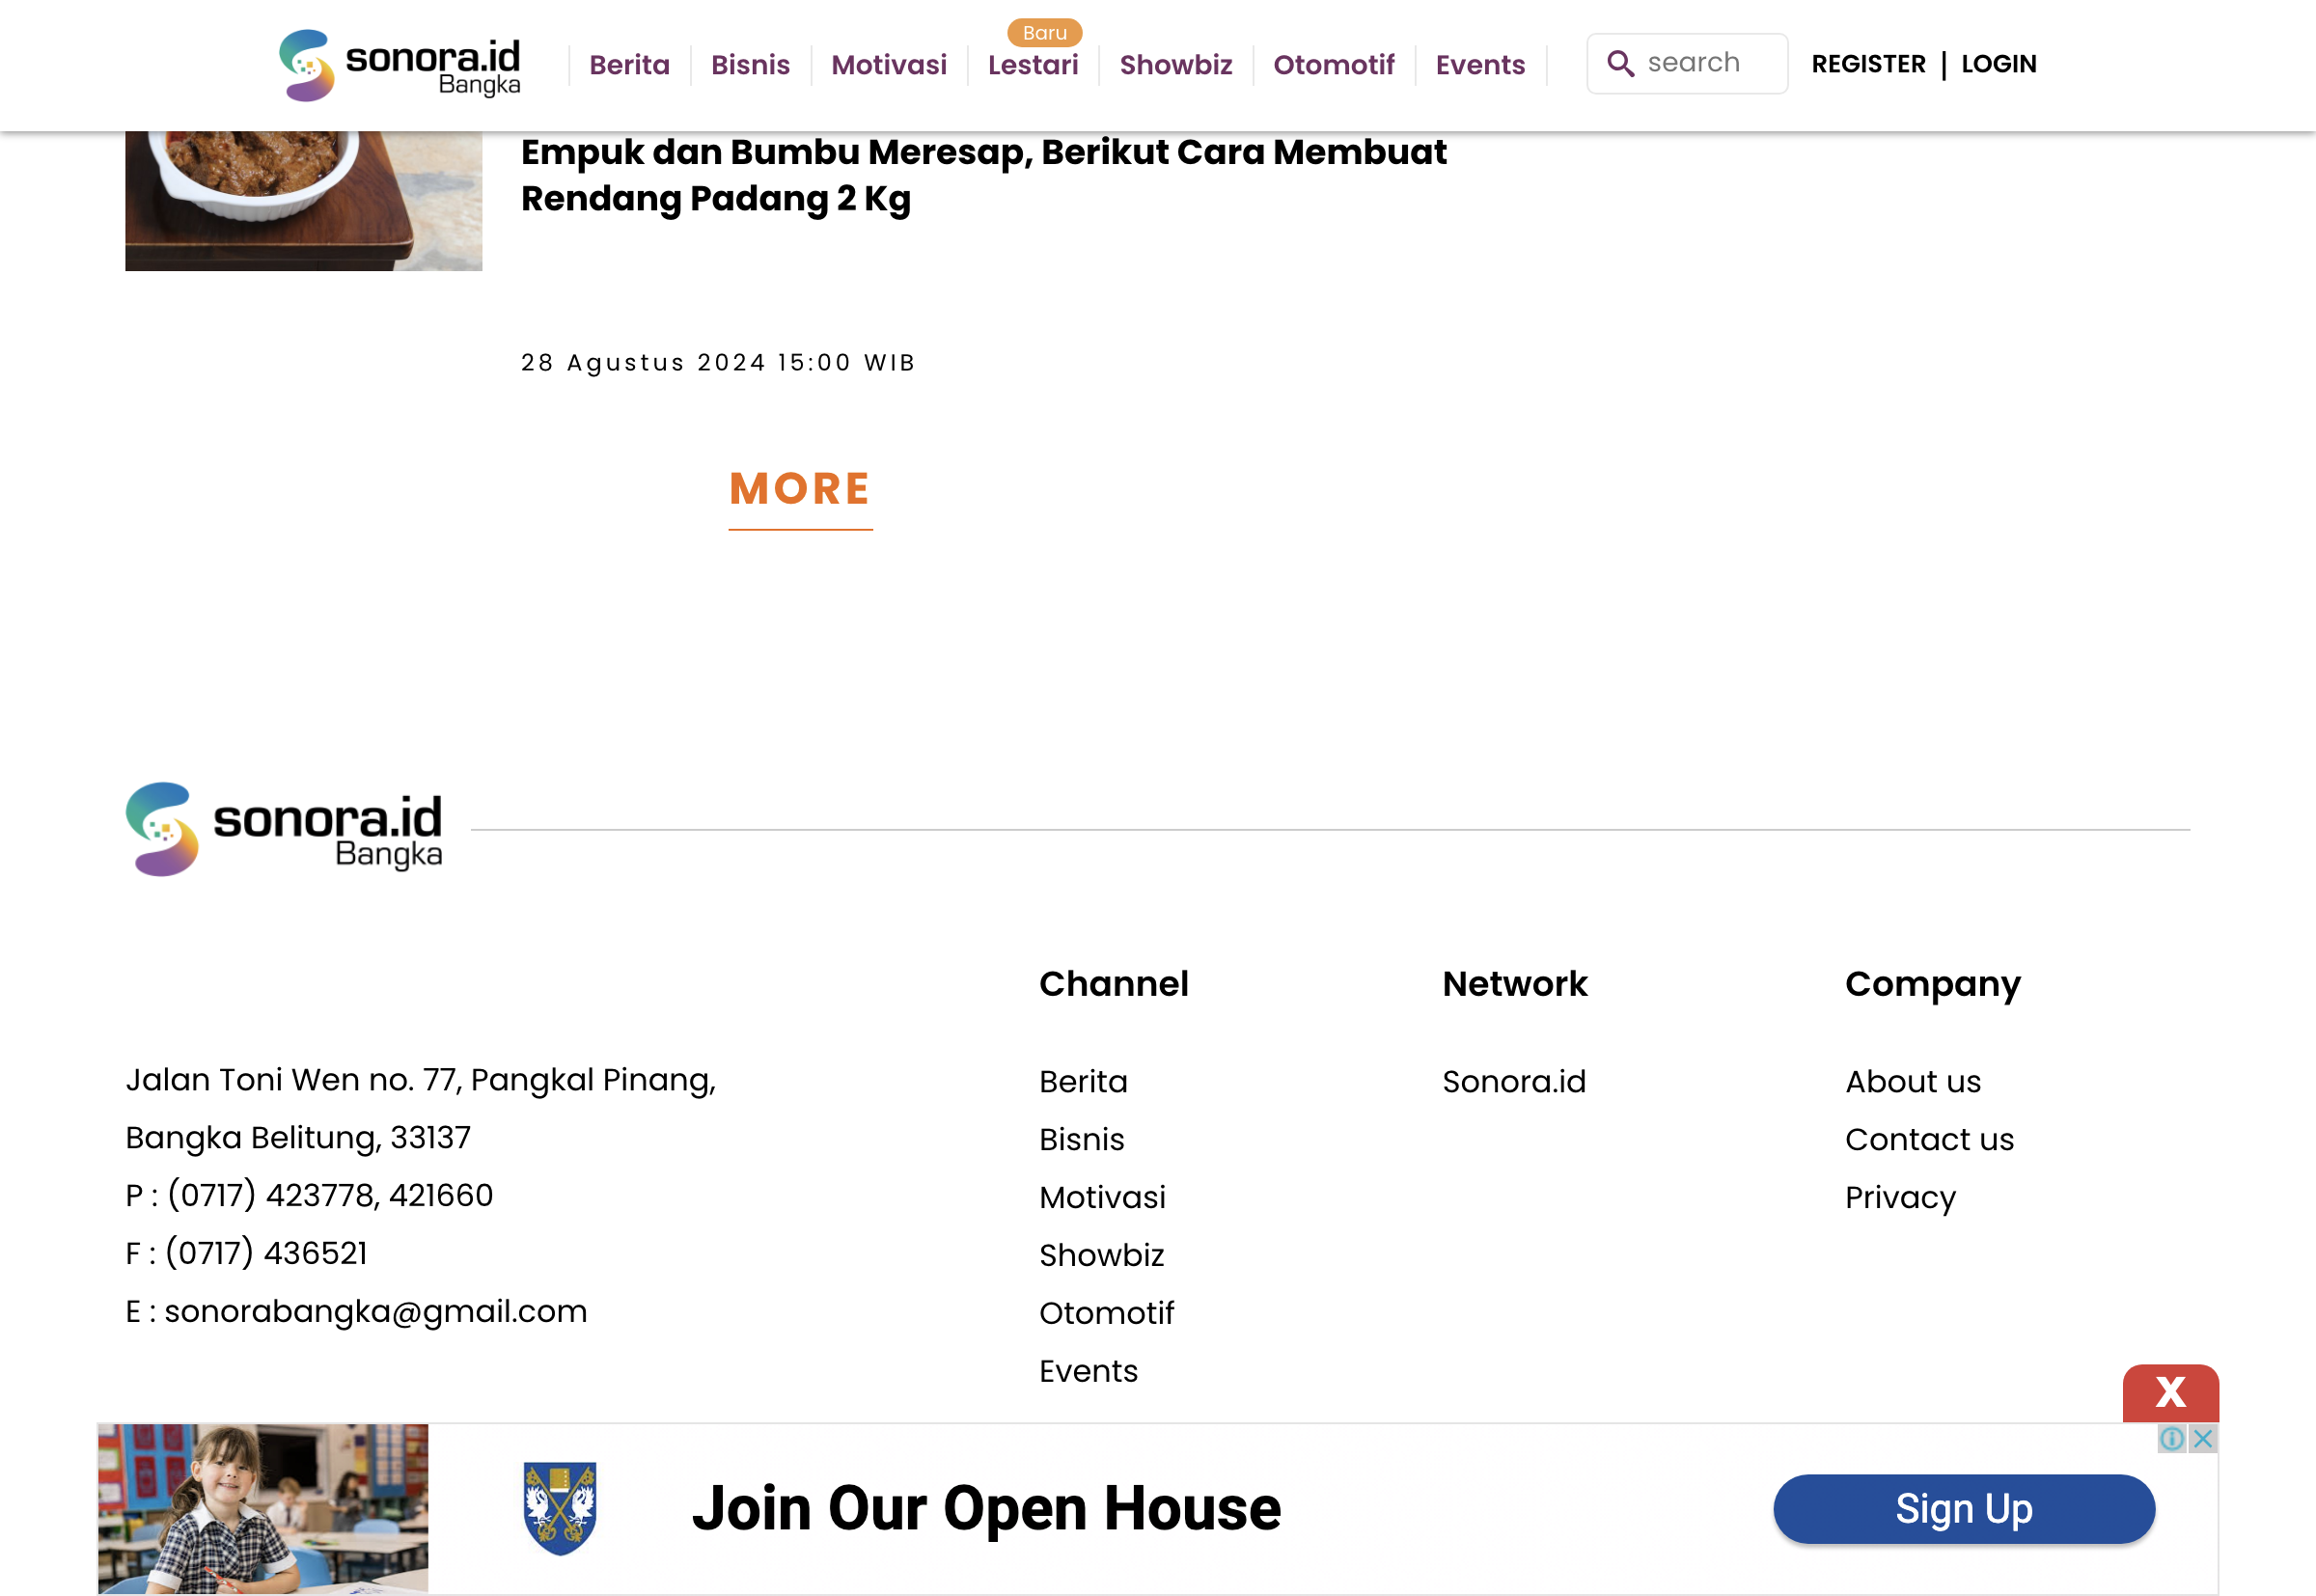 sonora.id
Bangka
Berita
Bisnis
Motivasi
Baru
Lestari
Showbiz
Otomotif
Events
search
REGISTER | LOGIN
Empuk dan Bumbu Meresap, Berikut Cara Membuat
Rendang Padang 2 Kg
28 Agustus 2024 15:00 WIB
MORE
sonora.id
Bangka
Jalan Toni Wen no. 77, Pangkal Pinang,
Bangka Belitung, 33137
P : (0717) 423778, 421660
F : (0717) 436521
E : sonorabangka@gmail.com
Channel
Berita
Bisnis
Motivasi
Showbiz
Otomotif
Events
Network
Sonora.id
Company
About us
Contact us
Privacy
X
Join Our Open House
Sign Up